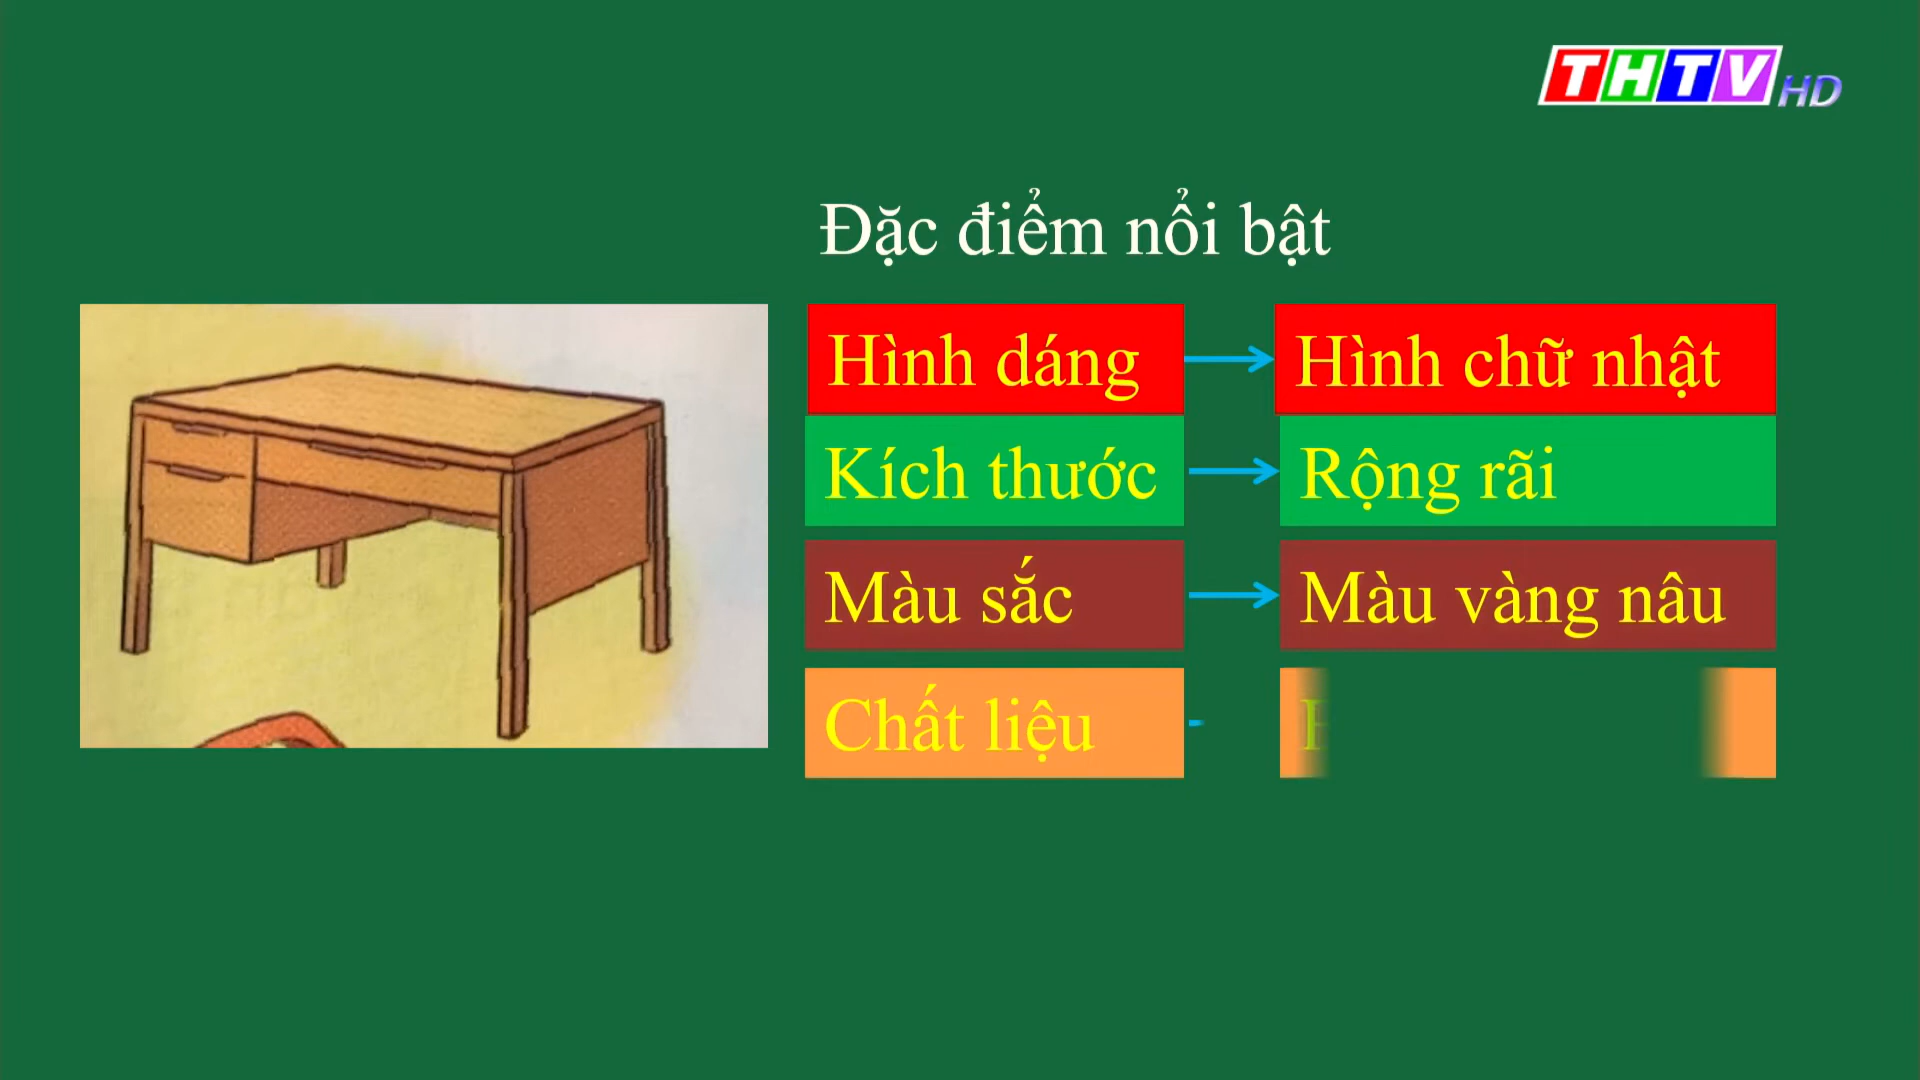 THTV HD
Đặc điểm nổi bật
Hình dáng Hình chữ nhật
Kích thước Rộng rãi
Màu sắc Màu vàng nâu
Chất liệu